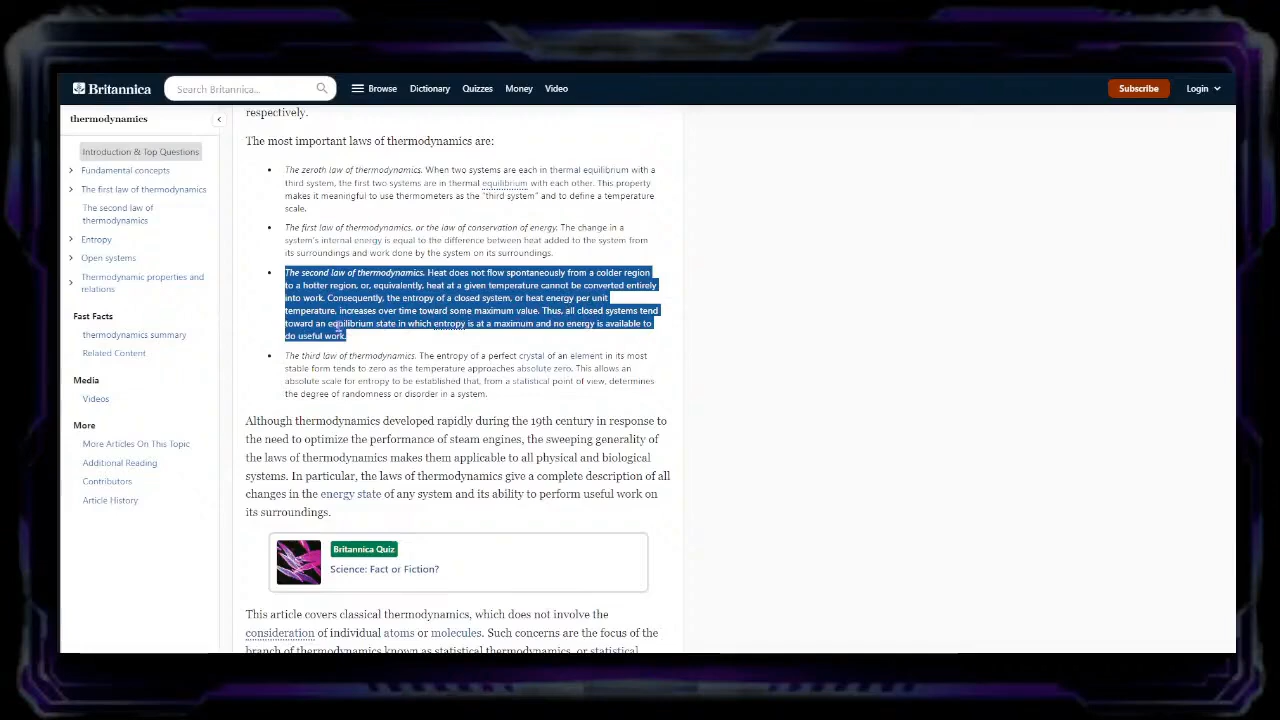 Britannica
Search Britannica...
Browse
Dictionary
Quizzes
Money
Video
Subscribe
Login
thermodynamics
Introduction & Top Questions
Fundamental concepts
The first law of thermodynamics
The second law of
thermodynamics
Entropy
Open systems
Thermodynamic properties and
relations
Fast Facts
thermodynamics summary
Related Content
Media
Videos
More
More Articles On This Topic
Additional Reading
Contributors
Article History
respectively.
The most important laws of thermodynamics are:
The zeroth law of thermodynamics. When two systems are each in thermal equilibrium with a
third system, the first two systems are in thermal equilibrium with each other. This property
makes it meaningful to use thermometers as the “third system” and to define a temperature
scale.
The first law of thermodynamics, or the law of conservation of energy. The change in a
system’s internal energy is equal to the difference between heat added to the system from
its surroundings and work done by the system on its surroundings.
The second law of thermodynamics. Heat does not flow spontaneously from a colder region
to a hotter region, or, equivalently, heat at a given temperature cannot be converted entirely
into work. Consequently, the entropy of a closed system, or heat energy per unit
temperature, increases over time toward some maximum value. Thus, all closed systems tend
toward an equilibrium state in which entropy is at a maximum and no energy is available to
do useful work.
The third law of thermodynamics. The entropy of a perfect crystal of an element in its most
stable form tends to zero as the temperature approaches absolute zero. This allows an
absolute scale for entropy to be established that, from a statistical point of view, determines
the degree of randomness or disorder in a system.
Although thermodynamics developed rapidly during the 19th century in response to
the need to optimize the performance of steam engines, the sweeping generality of
the laws of thermodynamics makes them applicable to all physical and biological
systems. In particular, the laws of thermodynamics give a complete description of all
changes in the energy state of any system and its ability to perform useful work on
its surroundings.
Britannica Quiz
Science: Fact or Fiction?
This article covers classical thermodynamics, which does not involve the
consideration of individual atoms or molecules. Such concerns are the focus of the
branch of thermodynamics known as statistical thermodynamics, or statistical